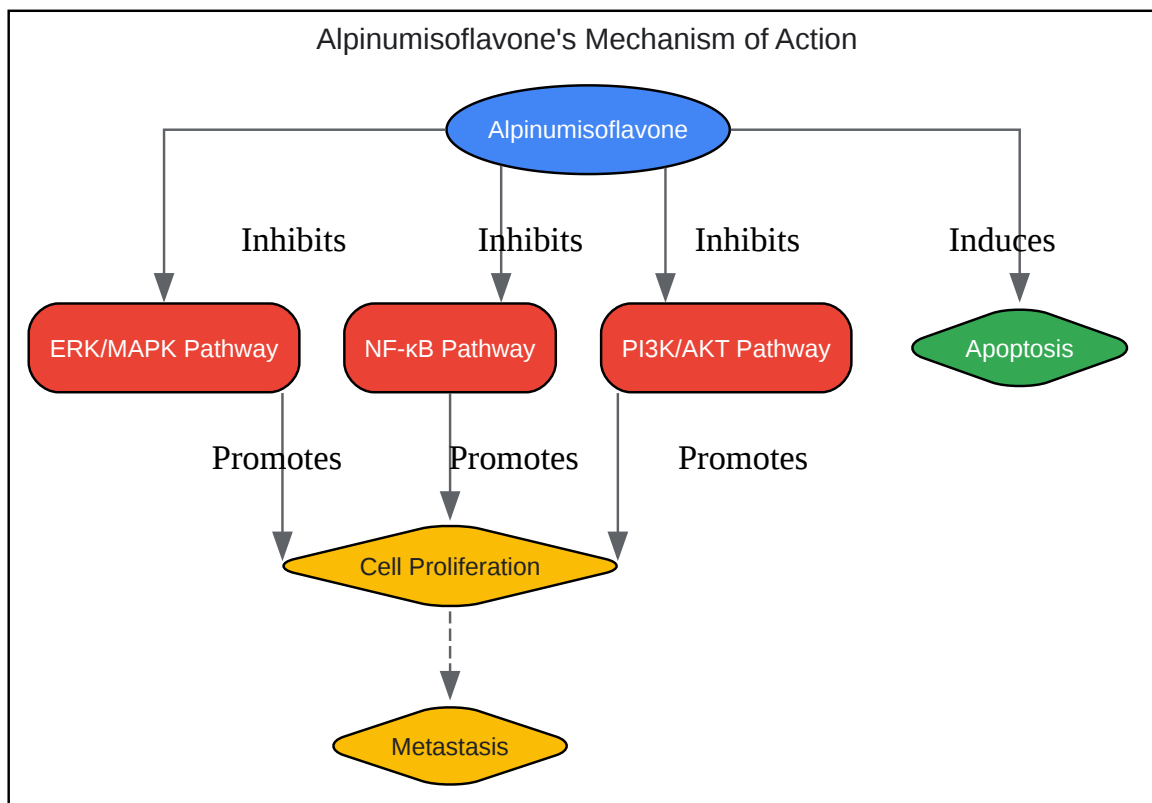 Alpinumisoflavone's Mechanism of Action
Alpinumisoflavone
Inhibits
Inhibits
Inhibits
Induces
ERK/MAPK Pathway
NF-κB Pathway
PI3K/AKT Pathway
Apoptosis
Promotes
Promotes
Promotes
Cell Proliferation
Metastasis